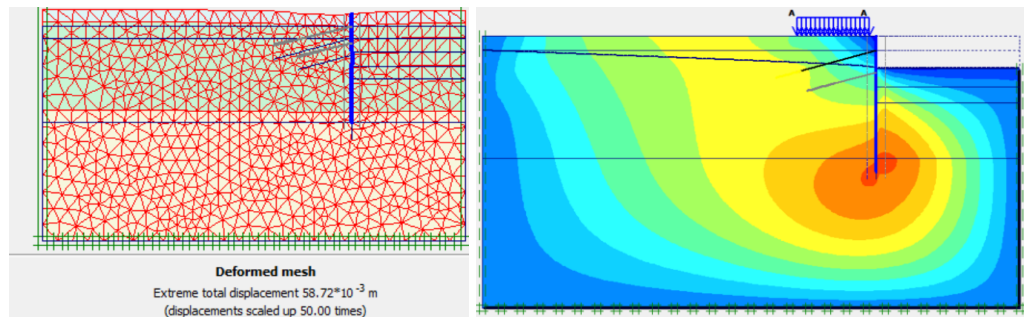 A A
Deformed mesh
Extreme total displacement 58.72*10 -3 m
(displacements scaled up 50.00 times)